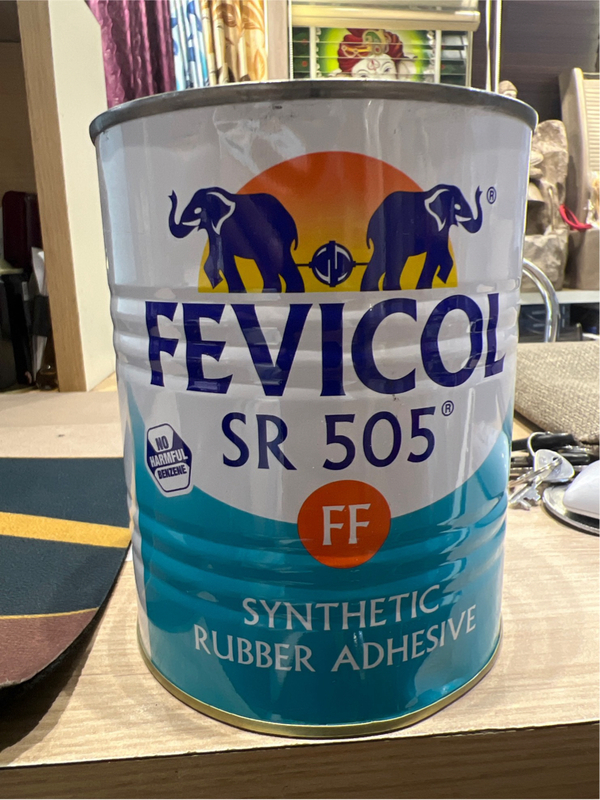 ®
FEVICOL
SR 505®
NO
HARMFUL
BENZENE
FF
SYNTHETIC
RUBBER ADHESIVE